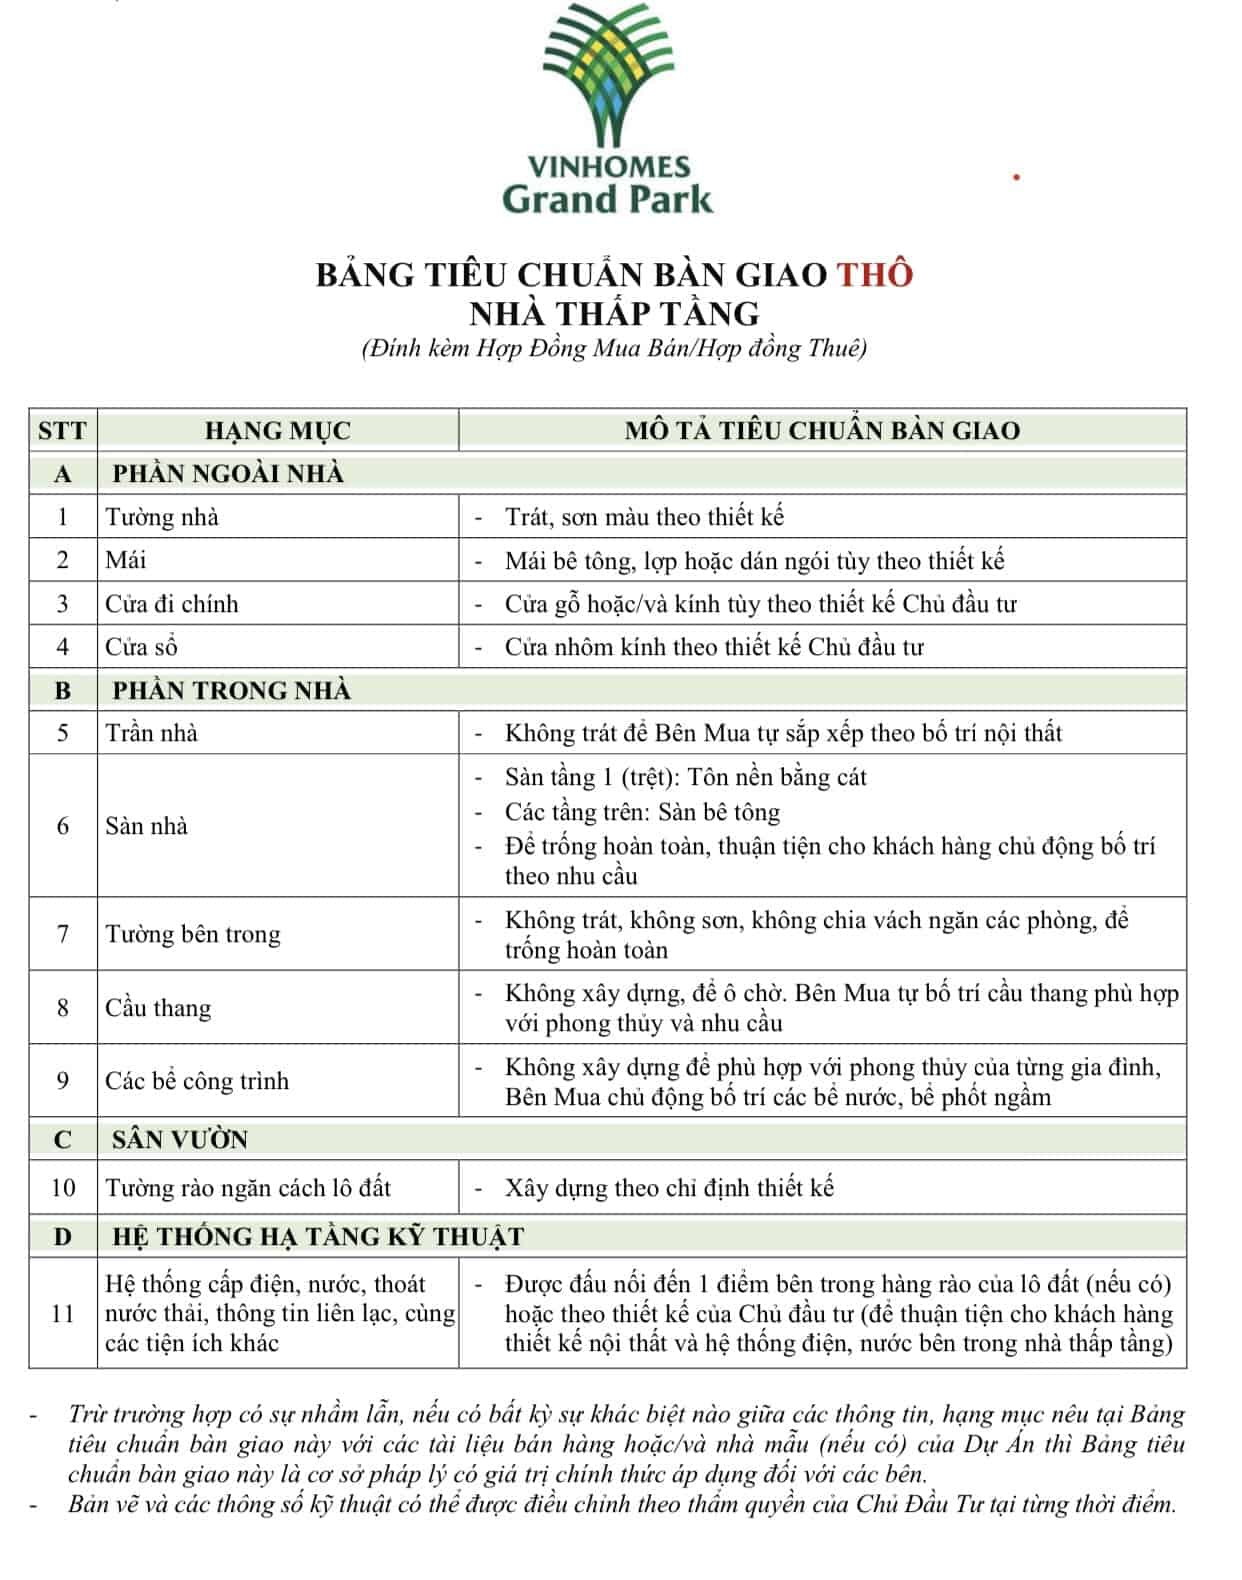 VINHOMES
Grand Park
BẢNG TIÊU CHUẨN BÀN GIAO THÔ
NHÀ THẤP TẦNG
(Đính kèm Hợp Đồng Mua Bán/Hợp đồng Thuê)
STT HẠNG MỤC MÔ TẢ TIÊU CHUẨN BÀN GIAO
A PHẦN NGOÀI NHÀ
1 Tường nhà - Trát, sơn màu theo thiết kế
2 Mái - Mái bê tông, lợp hoặc dán ngói tùy theo thiết kế
3 Cửa đi chính - Cửa gỗ hoặc/và kính tùy theo thiết kế Chủ đầu tư
4 Cửa sổ - Cửa nhôm kính theo thiết kế Chủ đầu tư
B PHẦN TRONG NHÀ
5 Trần nhà - Không trát để Bên Mua tự sắp xếp theo bố trí nội thất
6 Sàn nhà
- Sàn tầng 1 (trệt): Tôn nền bằng cát
- Các tầng trên: Sàn bê tông
- Để trống hoàn toàn, thuận tiện cho khách hàng chủ động bố trí
theo nhu cầu
7 Tường bên trong
- Không trát, không sơn, không chia vách ngăn các phòng, để
trống hoàn toàn
8 Cầu thang
- Không xây dựng, để ô chờ. Bên Mua tự bố trí cầu thang phù hợp
với phong thủy và nhu cầu
9 Các bể công trình
- Không xây dựng để phù hợp với phong thủy của từng gia đình,
Bên Mua chủ động bố trí các bể nước, bể phốt ngầm
C SÂN VƯỜN
10 Tường rào ngăn cách lô đất - Xây dựng theo chỉ định thiết kế
D HỆ THỐNG HẠ TẦNG KỸ THUẬT
11
Hệ thống cấp điện, nước, thoát
nước thải, thông tin liên lạc, cùng
các tiện ích khác
- Được đấu nối đến 1 điểm bên trong hàng rào của lô đất (nếu có)
hoặc theo thiết kế của Chủ đầu tư (để thuận tiện cho khách hàng
thiết kế nội thất và hệ thống điện, nước bên trong nhà thấp tầng)
- Trừ trường hợp có sự nhầm lẫn, nếu có bất kỳ sự khác biệt nào giữa các thông tin, hạng mục nêu tại Bảng
tiêu chuẩn bàn giao này với các tài liệu bán hàng hoặc/và nhà mẫu (nếu có) của Dự Án thì Bảng tiêu
chuẩn bàn giao này là cơ sở pháp lý có giá trị chính thức áp dụng đối với các bên.
- Bản vẽ và các thông số kỹ thuật có thể được điều chỉnh theo thẩm quyền của Chủ Đầu Tư tại từng thời điểm.